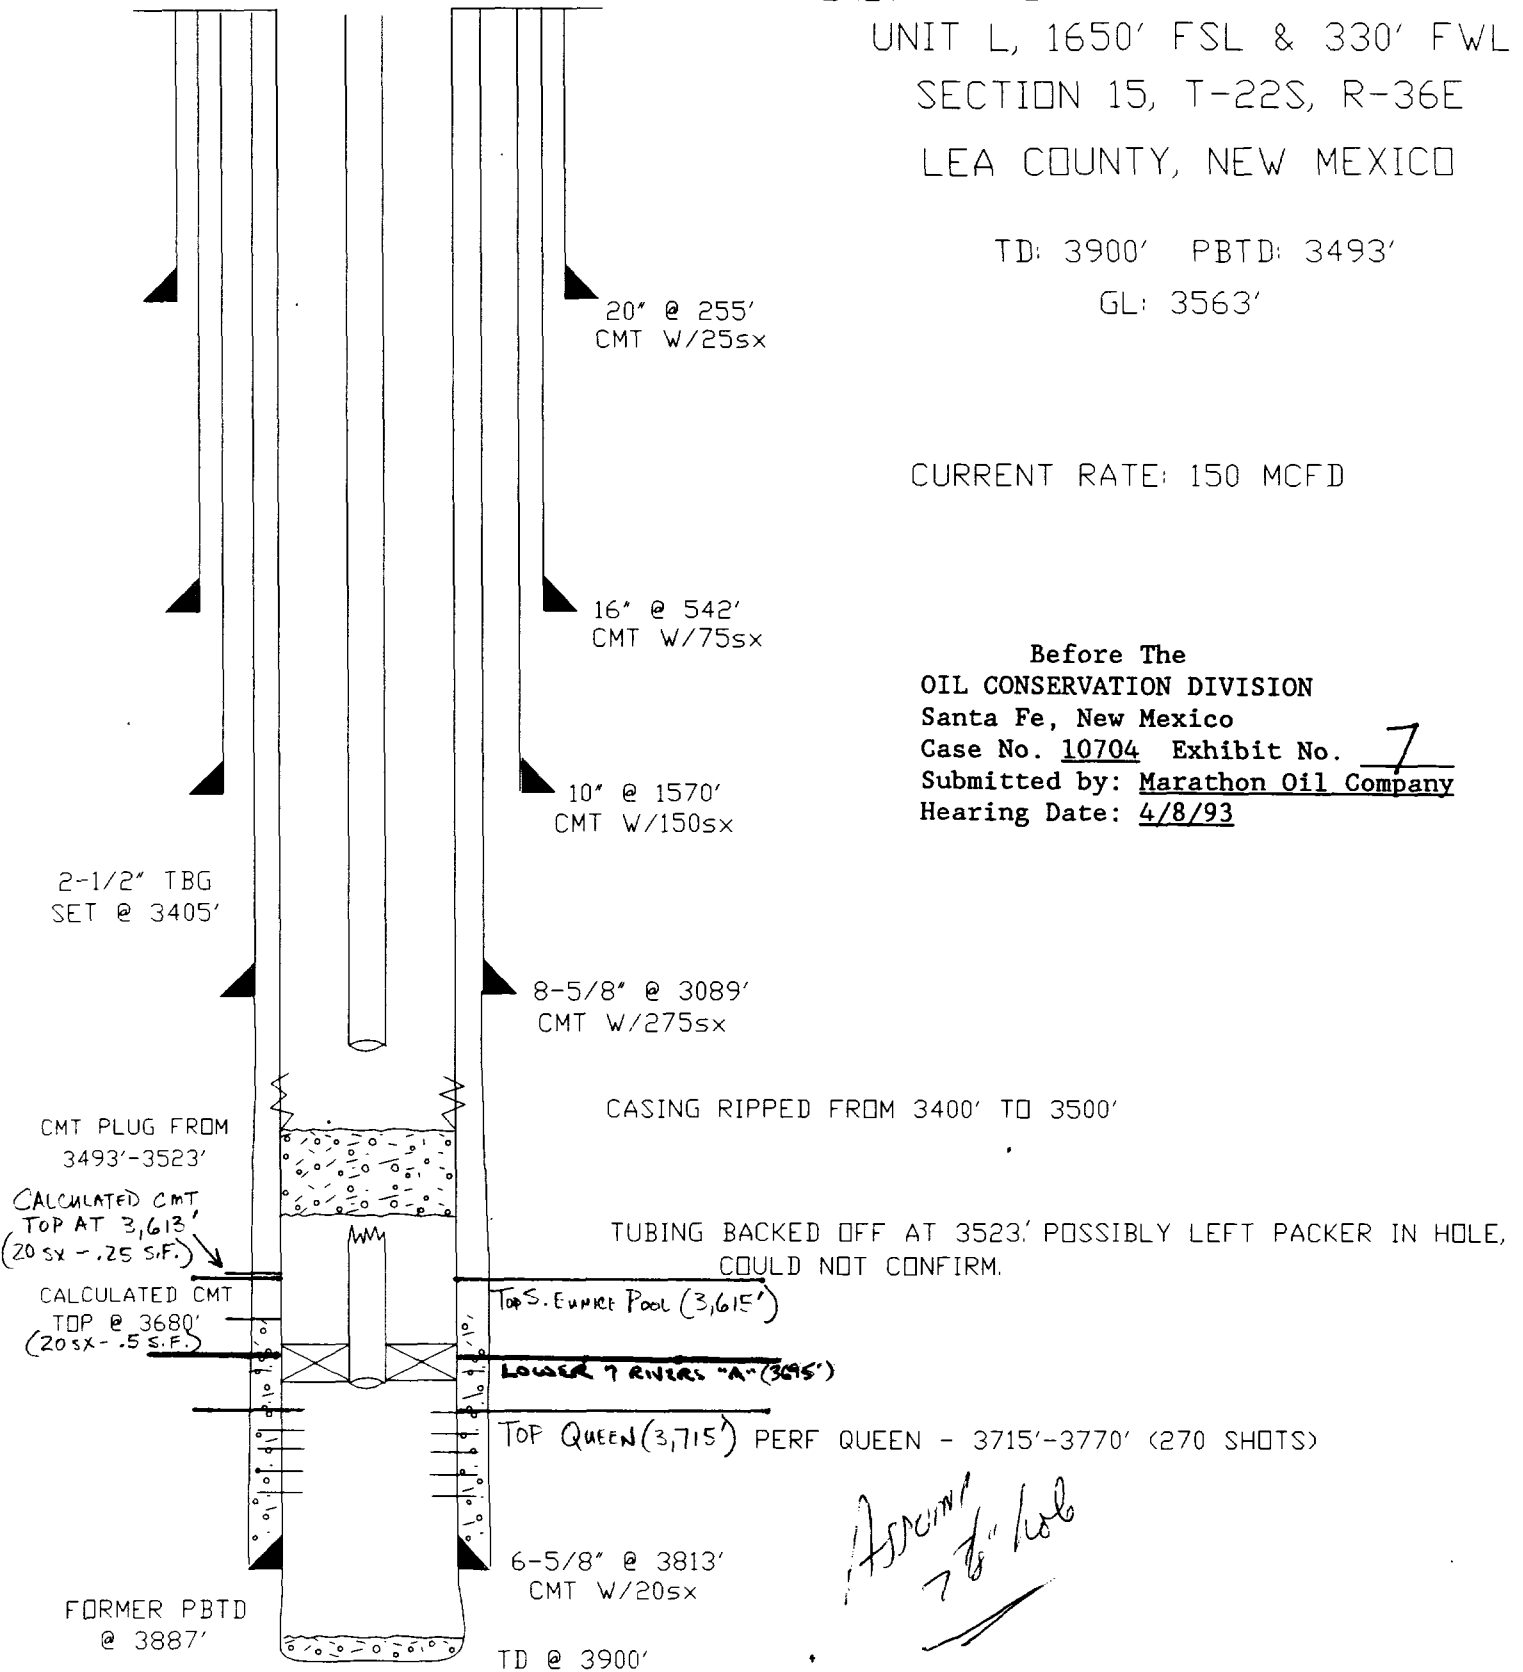 UNIT L, 1650' FSL & 330' FWL
SECTION 15, T-22S, R-36E
LEA COUNTY, NEW MEXICO
TD: 3900' PBTD: 3493'
GL: 3563'
20" @ 255'
CMT W/25sx
CURRENT RATE: 150 MCFD
16" @ 542'
CMT W/75sx
Before The
OIL CONSERVATION DIVISION
Santa Fe, New Mexico
Case No. 10704 Exhibit No. 7
Submitted by: Marathon Oil Company
Hearing Date: 4/8/93
10" @ 1570'
CMT W/150sx
2-1/2" TBG
SET @ 3405'
8-5/8" @ 3089'
CMT W/275sx
CASING RIPPED FROM 3400' TO 3500'
CMT PLUG FROM
3493'-3523'
CALCULATED CMT
TOP AT 3,613'
(20 SX - .25 S.F.)
TUBING BACKED OFF AT 3523'. POSSIBLY LEFT PACKER IN HOLE,
COULD NOT CONFIRM.
CALCULATED CMT
TOP @ 3680'
(20 SX - .5 S.F.)
TOP S. EUNICE POOL (3,615')
LOWER 7 RIVERS "A" (3695')
TOP QUEEN (3,715') PERF QUEEN - 3715'-3770' (270 SHOTS)
7 7/8" hole
6-5/8" @ 3813'
CMT W/20sx
FORMER PBTD
@ 3887'
TD @ 3900'